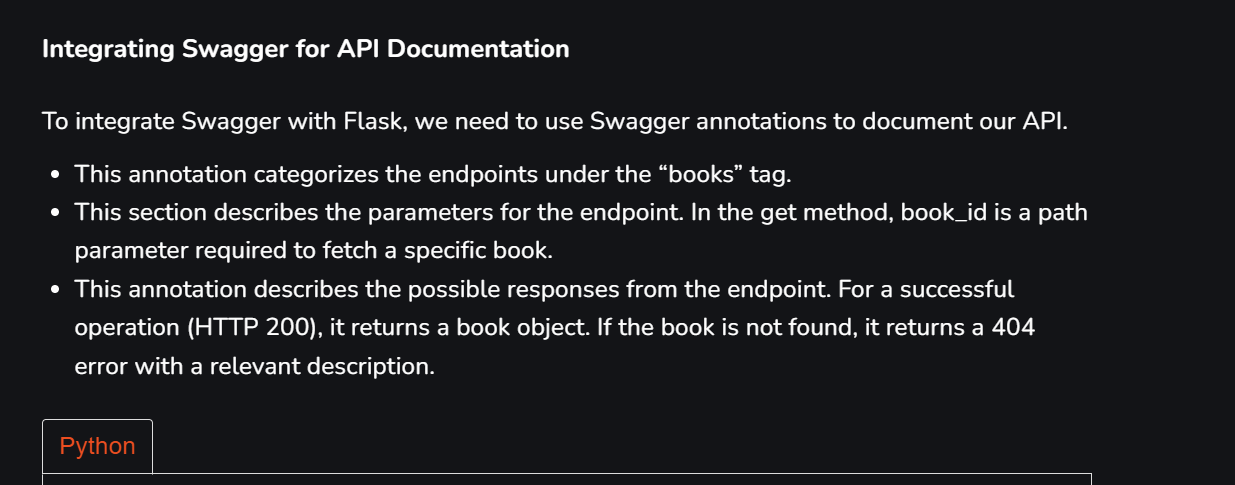 Integrating Swagger for API Documentation
To integrate Swagger with Flask, we need to use Swagger annotations to document our API.
• This annotation categorizes the endpoints under the “books” tag.
• This section describes the parameters for the endpoint. In the get method, book_id is a path
parameter required to fetch a specific book.
• This annotation describes the possible responses from the endpoint. For a successful
operation (HTTP 200), it returns a book object. If the book is not found, it returns a 404
error with a relevant description.
Python